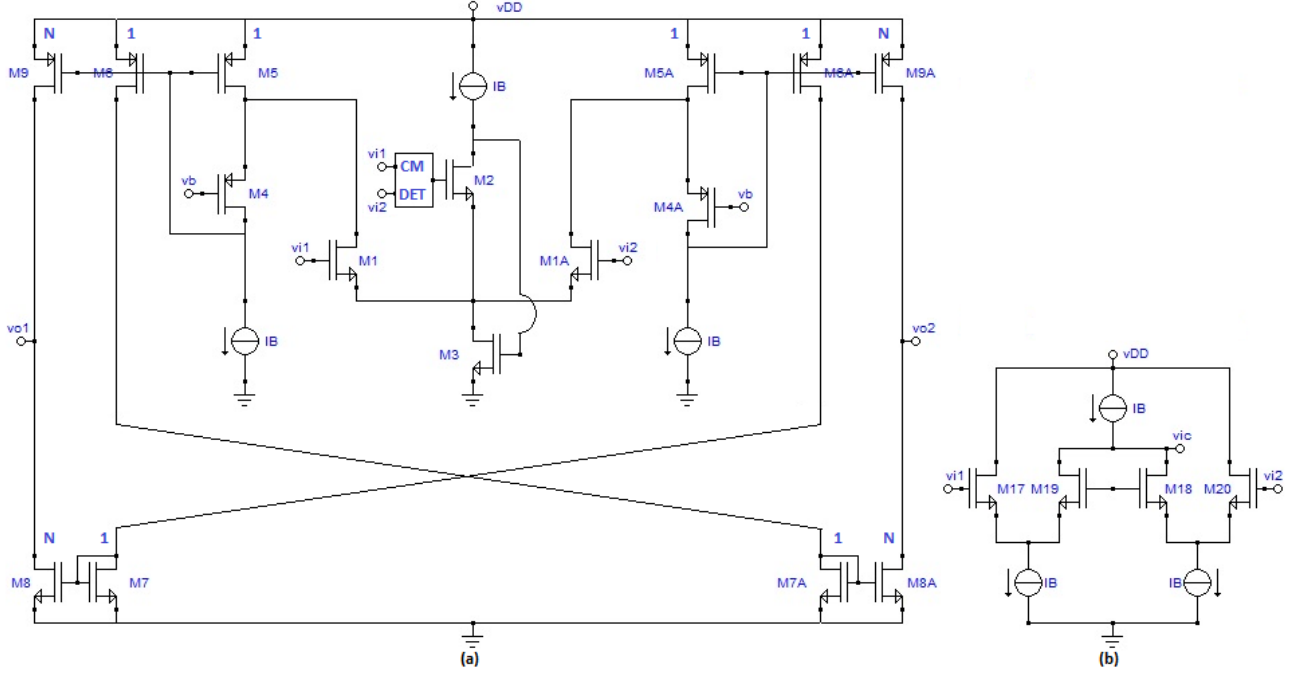 vDD
N 1 1 1 1 N
M9 M6 M5 M5A M6A M9A
IB
vi1 CM M2
vb M4 vi2 DET M4A vb
vi1 M1 M1A vi2
vo1 IB M3 IB vo2
vDD
IB
vic
vi1 M17 M19 M18 M20 vi2
N 1 1 N
M8 M7 M7A M8A
IB IB
(a) (b)